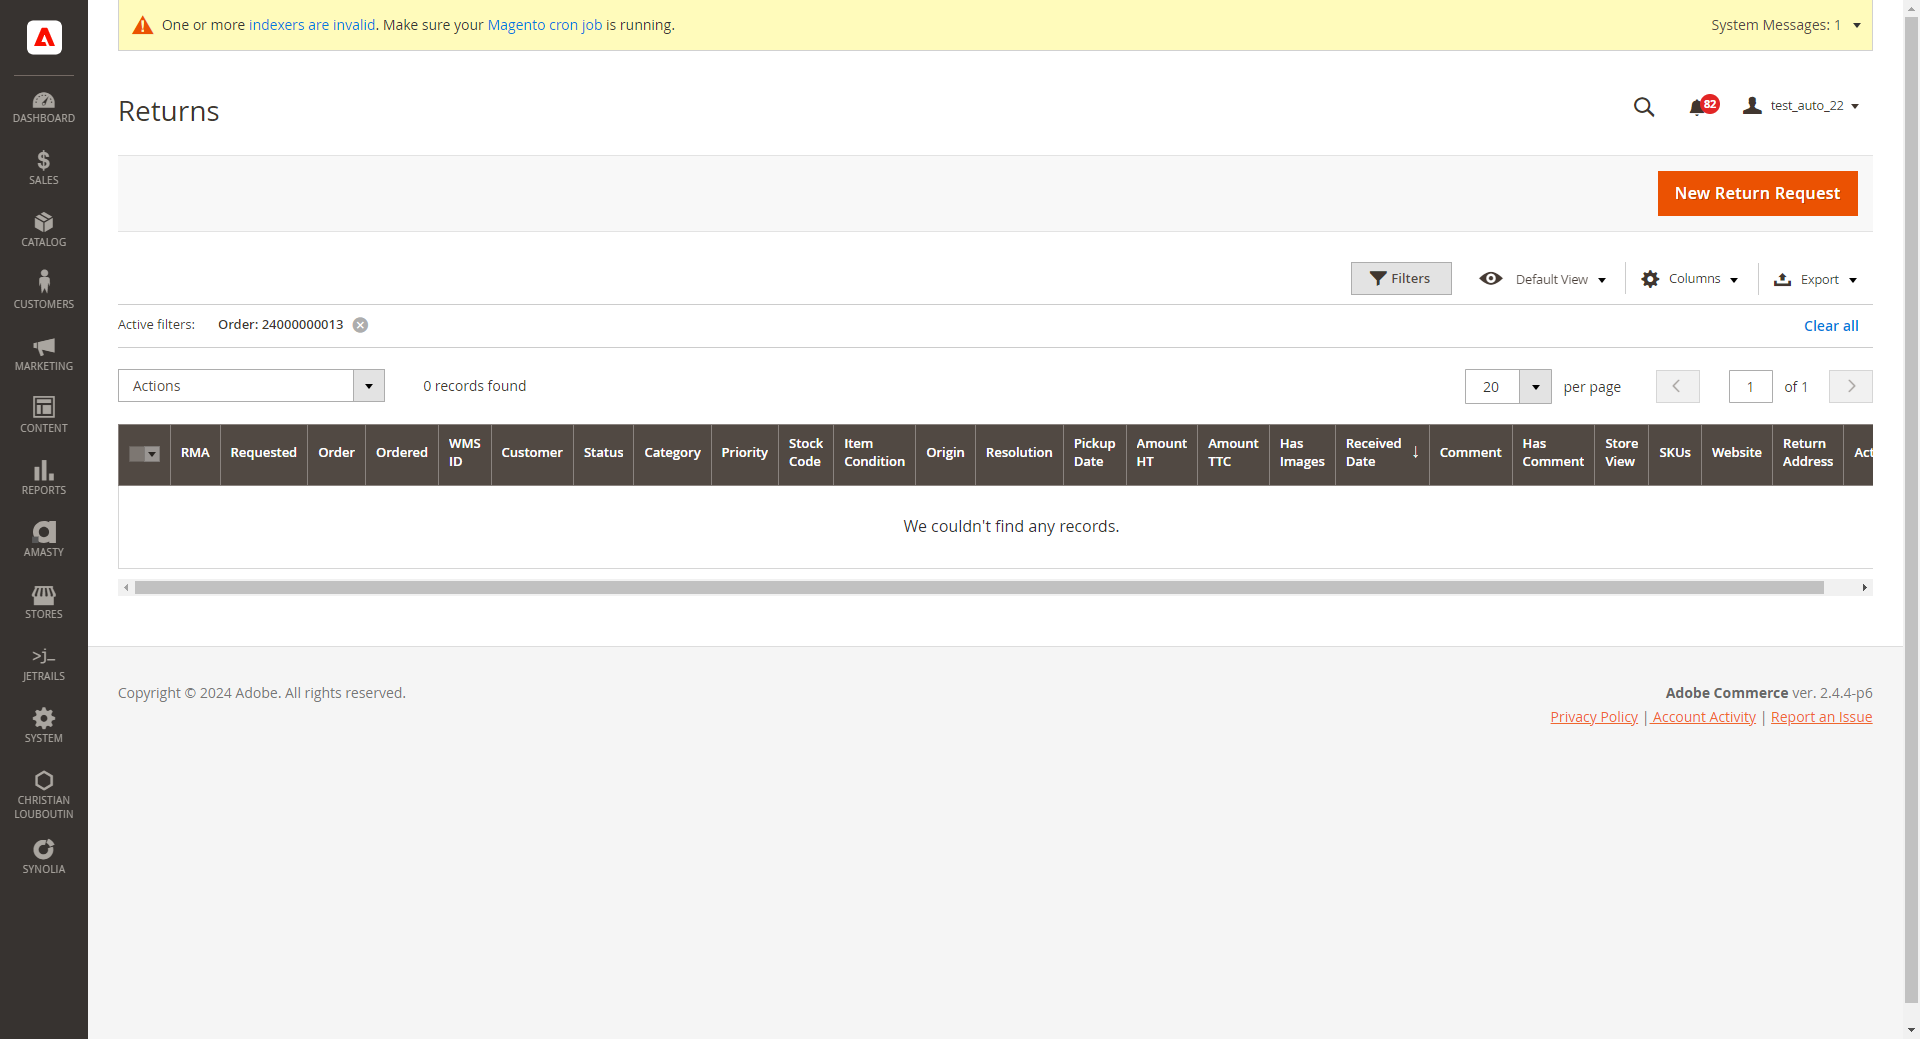 One or more indexers are invalid. Make sure your Magento cron job is running.
System Messages: 1
Returns
82
test_auto_22
New Return Request
Filters
Default View
Columns
Export
Active filters:
Order: 24000000013
Clear all
Actions
0 records found
20
per page
1
of 1
RMA
Requested
Order
Ordered
WMS
ID
Customer
Status
Category
Priority
Stock
Code
Item
Condition
Origin
Resolution
Pickup
Date
Amount
HT
Amount
TTC
Has
Images
Received
Date
Comment
Has
Comment
Store
View
SKUs
Website
Return
Address
Act
We couldn't find any records.
DASHBOARD
SALES
CATALOG
CUSTOMERS
MARKETING
CONTENT
REPORTS
AMASTY
STORES
>j_
JETRAILS
SYSTEM
CHRISTIAN
LOUBOUTIN
SYNOLIA
Copyright © 2024 Adobe. All rights reserved.
Adobe Commerce ver. 2.4.4-p6
Privacy Policy | Account Activity | Report an Issue